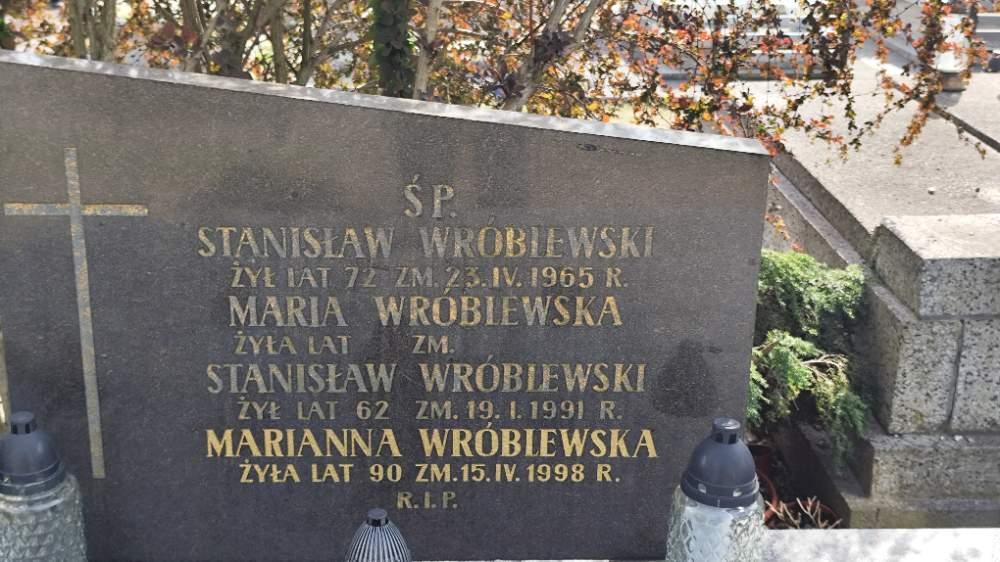 Ś.P.
STANISŁAW WRÓBLEWSKI
ŻYŁ LAT 72 ZM. 23.IV.1965 R.
MARIA WRÓBLEWSKA
ŻYŁA LAT ZM.
STANISŁAW WRÓBLEWSKI
ŻYŁ LAT 62 ZM. 19.I.1991 R.
MARIANNA WRÓBLEWSKA
ŻYŁA LAT 90 ZM. 15.IV.1998 R.
R.I.P.